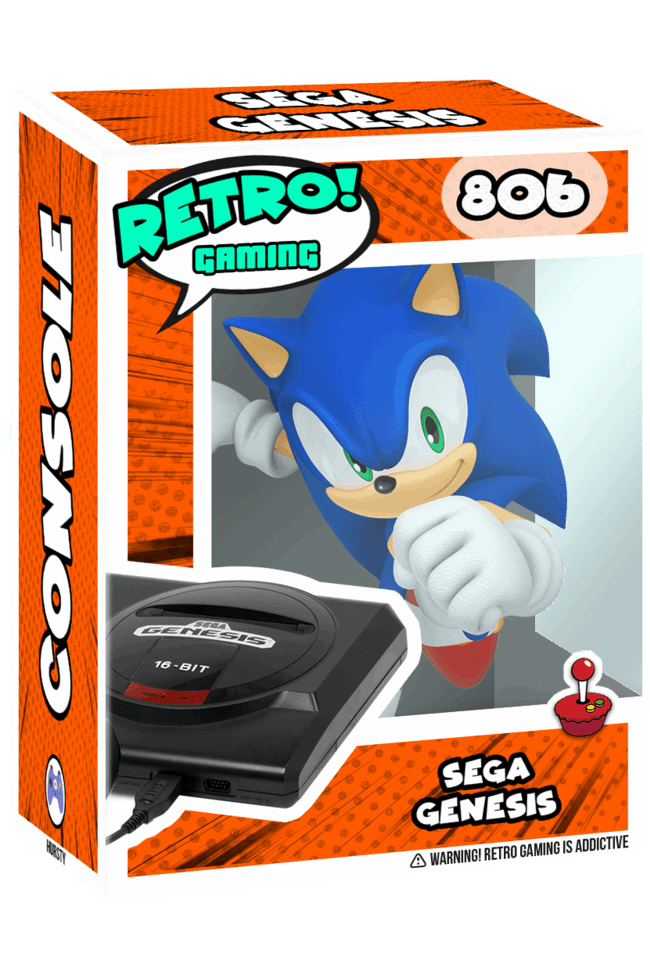 SEGA
GENESIS
RETRO!
GAMING
806
CONSOLE
SEGA
GENESIS
16-BIT
SEGA
GENESIS
WARNING! RETRO GAMING IS ADDICTIVE
HURSTY